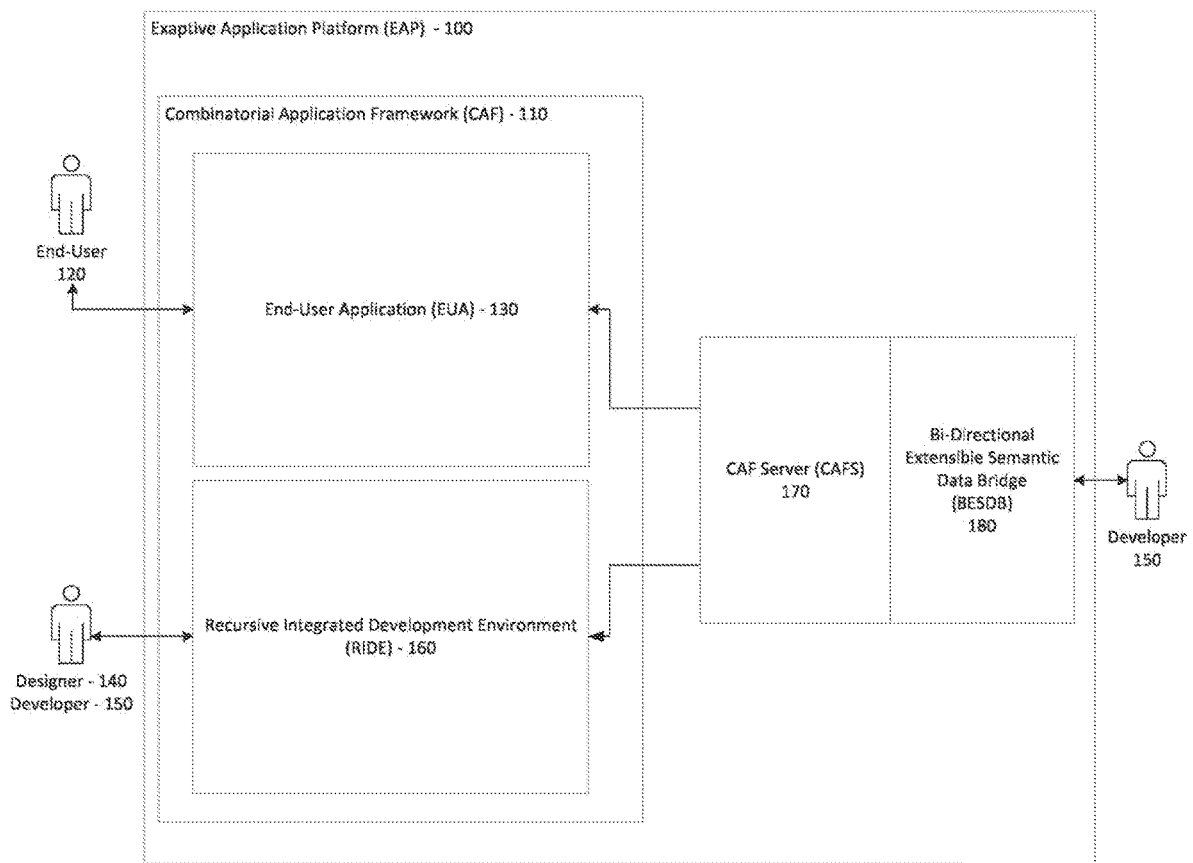 Exaptive Application Platform (EAP) - 100
Combinatorial Application Framework (CAF) - 110
End-User
120
End-User Application (EUA) - 130
CAF Server (CAFS)
170
Bi-Directional
Extensible Semantic
Data Bridge
(BESDB)
180
Developer
150
Recursive Integrated Development Environment
(RIDE) - 160
Designer - 140
Developer - 150